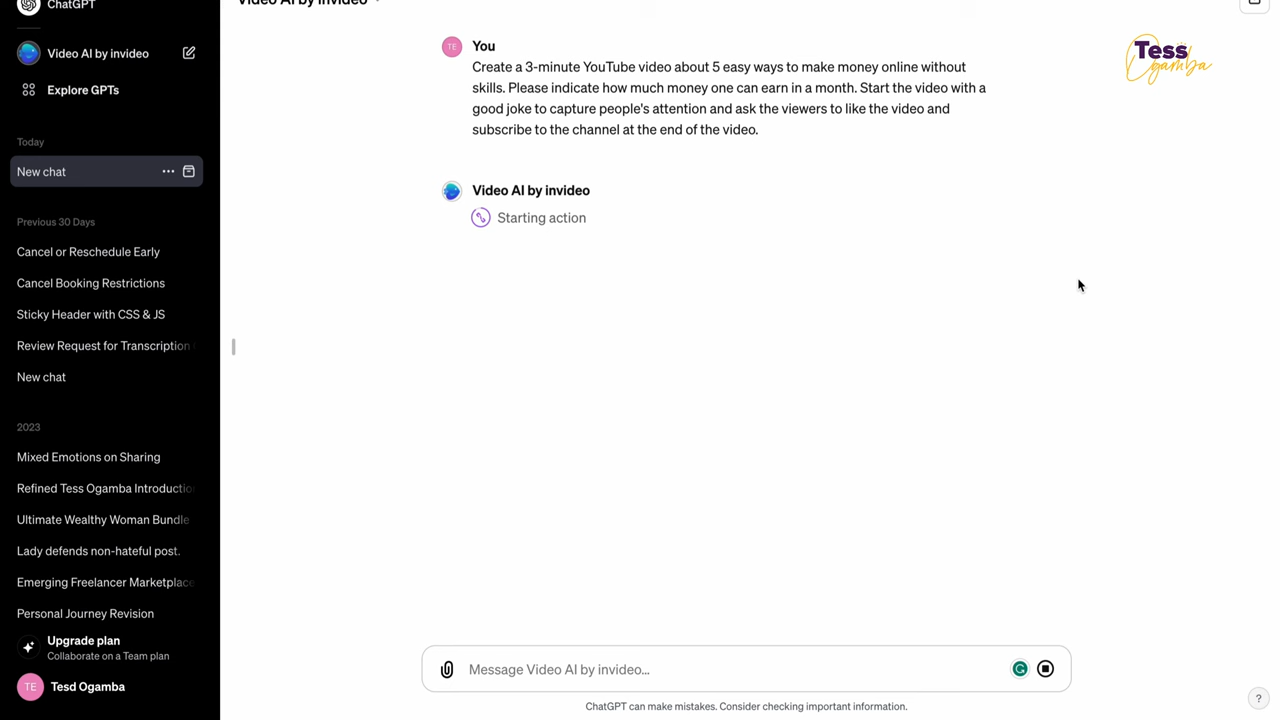 ChatGPT
Video AI by invideo
Explore GPTs
Today
New chat
Previous 30 Days
Cancel or Reschedule Early
Cancel Booking Restrictions
Sticky Header with CSS & JS
Review Request for Transcription
New chat
2023
Mixed Emotions on Sharing
Refined Tess Ogamba Introductio
Ultimate Wealthy Woman Bundle
Lady defends non-hateful post.
Emerging Freelancer Marketplace
Personal Journey Revision
Upgrade plan
Collaborate on a Team plan
TE Tesd Ogamba
Video AI by invideo
Tess
Ogamba
TE You
Create a 3-minute YouTube video about 5 easy ways to make money online without
skills. Please indicate how much money one can earn in a month. Start the video with a
good joke to capture people's attention and ask the viewers to like the video and
subscribe to the channel at the end of the video.
Video AI by invideo
Starting action
Message Video AI by invideo...
ChatGPT can make mistakes. Consider checking important information.
?